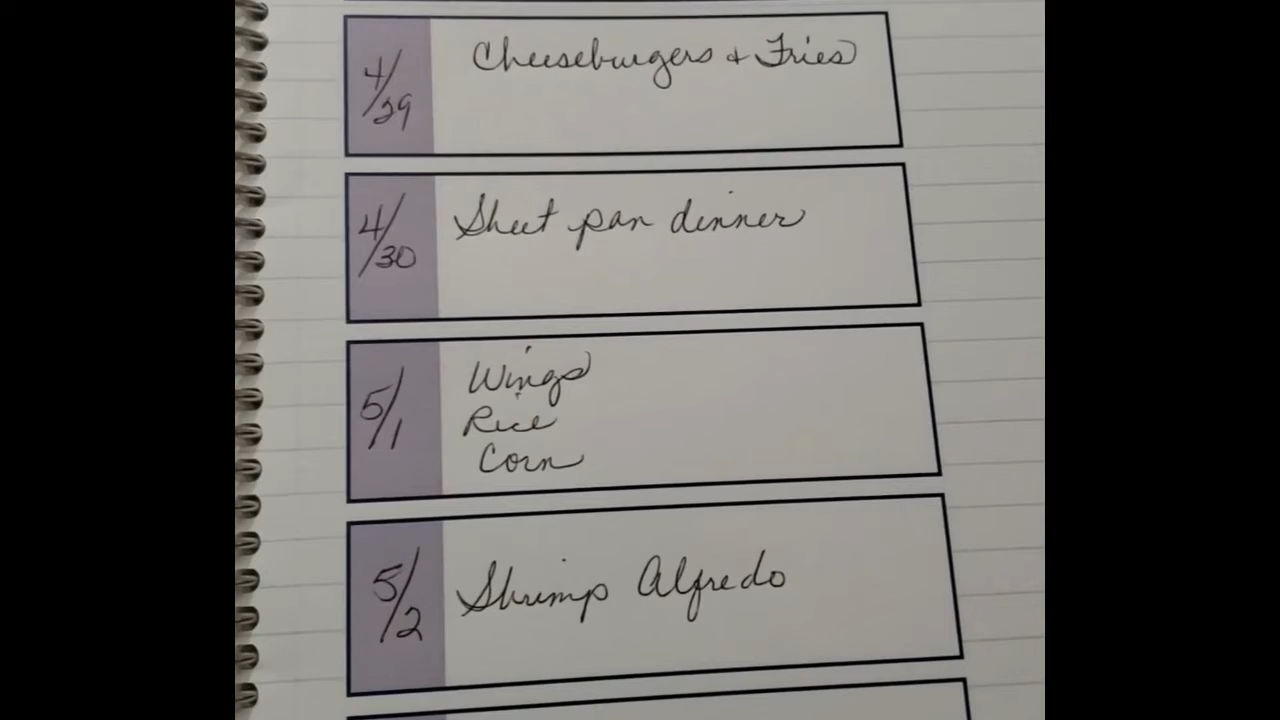 4/29
Cheeseburgers + Fries
4/30
Sheet pan dinner
5/1
Wings
Rice
Corn
5/2
Shrimp Alfredo